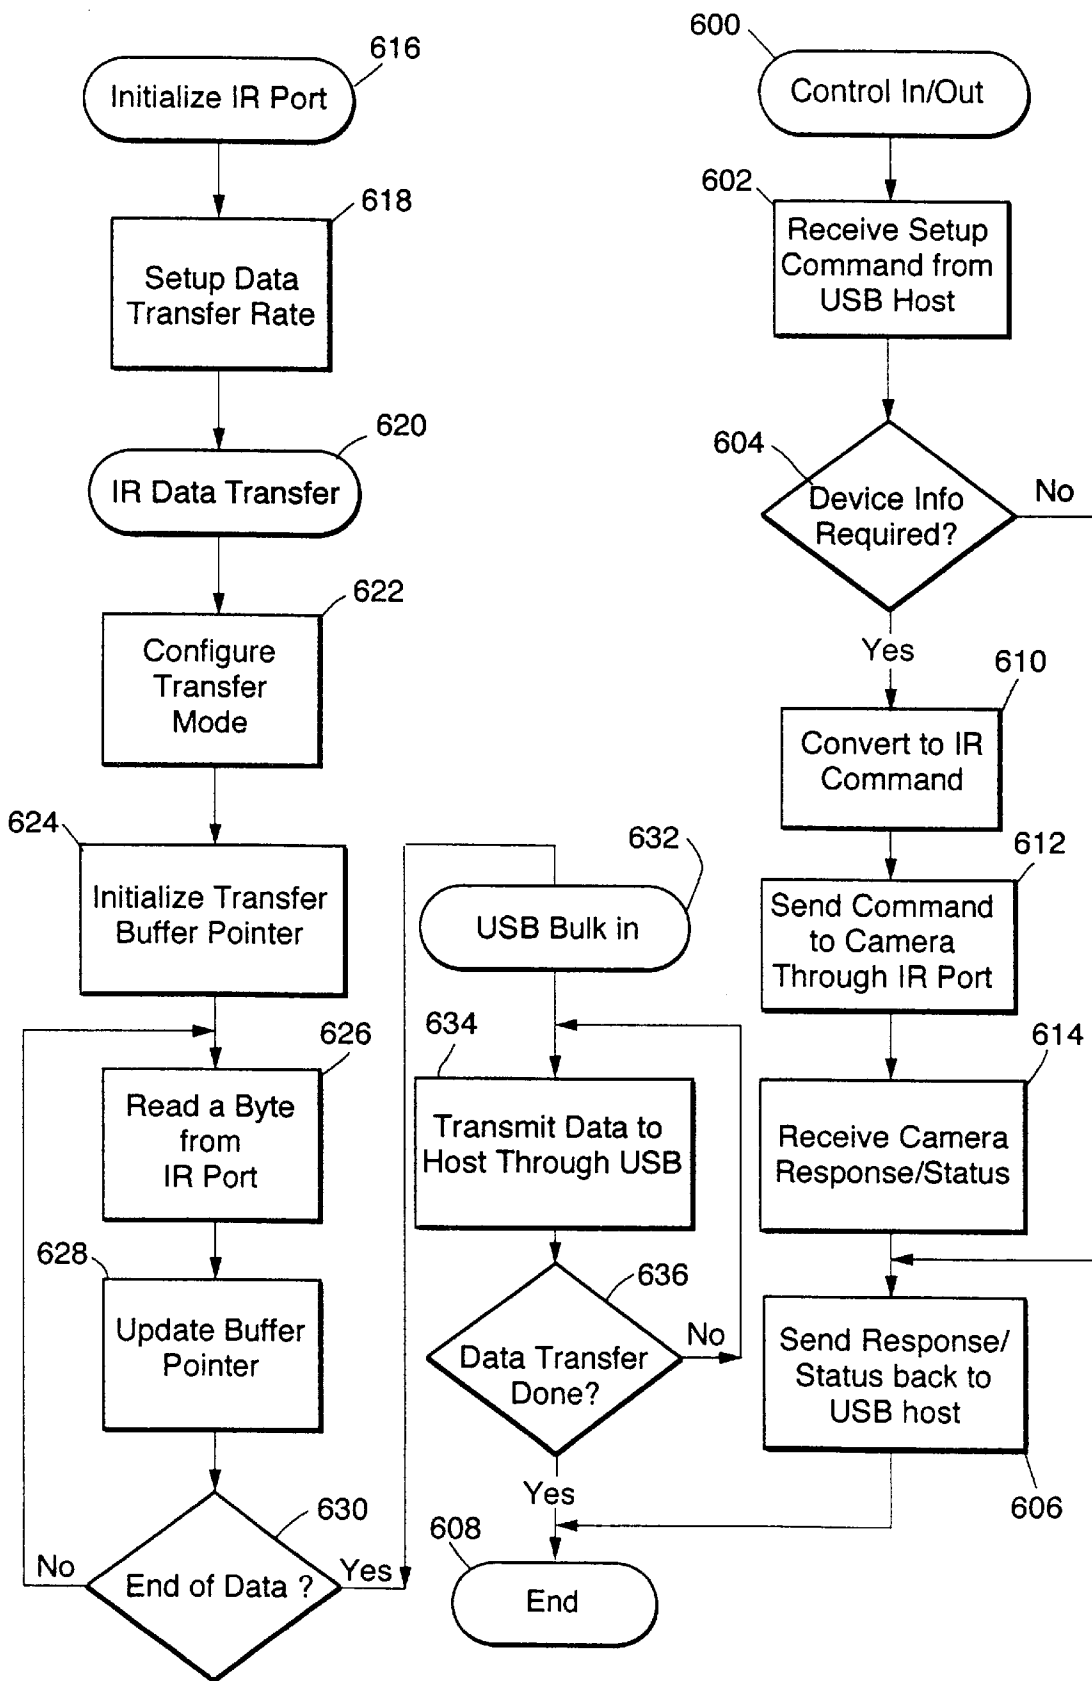 616
Initialize IR Port
618
Setup Data
Transfer Rate
620
IR Data Transfer
622
Configure
Transfer
Mode
624
Initialize Transfer
Buffer Pointer
626
Read a Byte
from
IR Port
628
Update Buffer
Pointer
630
End of Data ?
No
Yes
632
USB Bulk in
634
Transmit Data to
Host Through USB
636
Data Transfer
Done?
No
Yes
608
End
600
Control In/Out
602
Receive Setup
Command from
USB Host
604
Device Info
Required?
No
Yes
610
Convert to IR
Command
612
Send Command
to Camera
Through IR Port
614
Receive Camera
Response/Status
Send Response/
Status back to
USB host
606